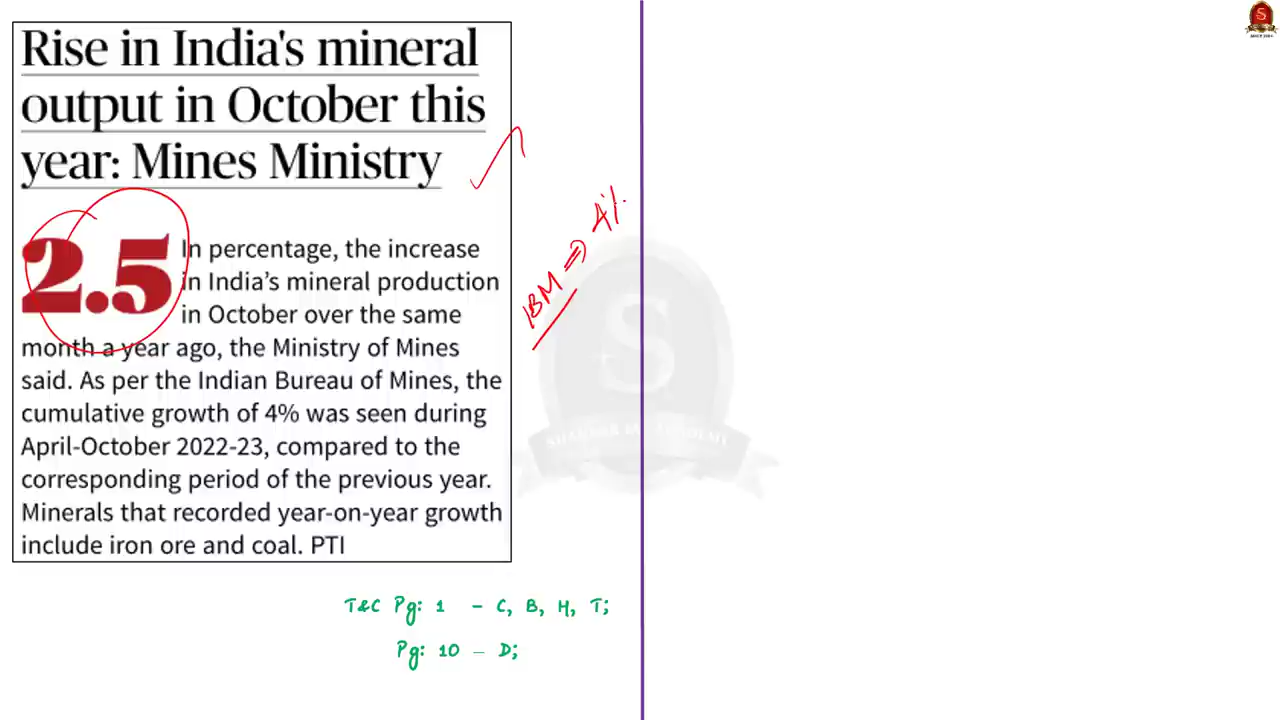 Rise in India's mineral
output in October this
year: Mines Ministry
2.5 In percentage, the increase
in India's mineral production
in October over the same
month a year ago, the Ministry of Mines
said. As per the Indian Bureau of Mines, the
cumulative growth of 4% was seen during
April-October 2022-23, compared to the
corresponding period of the previous year.
Minerals that recorded year-on-year growth
include iron ore and coal. PTI
IBM ⇒ 4%
T&C Pg: 1 - C, B, H, T;
Pg: 10 - D;